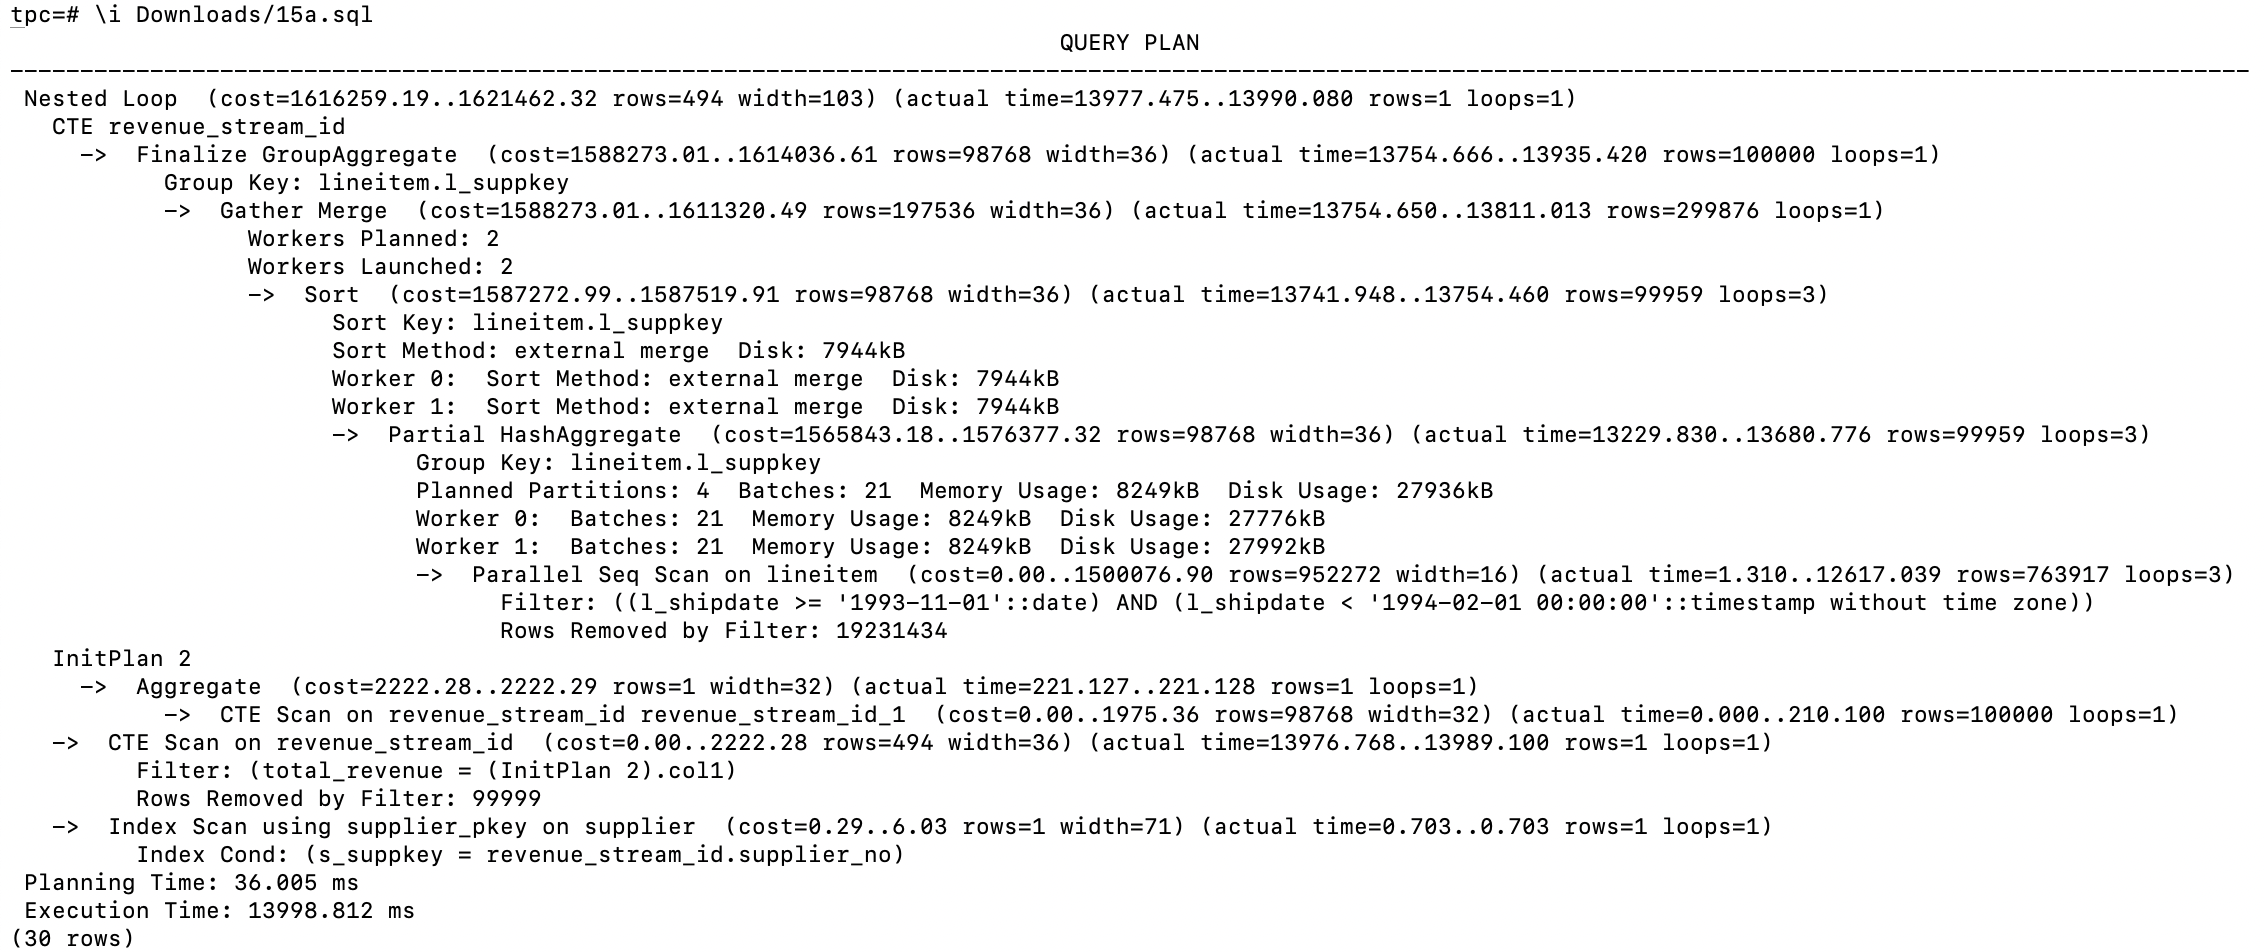 tpc=# \i Downloads/15a.sql
QUERY PLAN
----------------------------------------------------------------------------------------------------------------------------------------------------------------
Nested Loop  (cost=1616259.19..1621462.32 rows=494 width=103) (actual time=13977.475..13990.080 rows=1 loops=1)
  CTE revenue_stream_id
    ->  Finalize GroupAggregate  (cost=1588273.01..1614036.61 rows=98768 width=36) (actual time=13754.666..13935.420 rows=100000 loops=1)
          Group Key: lineitem.l_suppkey
          ->  Gather Merge  (cost=1588273.01..1611320.49 rows=197536 width=36) (actual time=13754.650..13811.013 rows=299876 loops=1)
                Workers Planned: 2
                Workers Launched: 2
                ->  Sort  (cost=1587272.99..1587519.91 rows=98768 width=36) (actual time=13741.948..13754.460 rows=99959 loops=3)
                      Sort Key: lineitem.l_suppkey
                      Sort Method: external merge  Disk: 7944kB
                      Worker 0:  Sort Method: external merge  Disk: 7944kB
                      Worker 1:  Sort Method: external merge  Disk: 7944kB
                      ->  Partial HashAggregate  (cost=1565843.18..1576377.32 rows=98768 width=36) (actual time=13229.830..13680.776 rows=99959 loops=3)
                            Group Key: lineitem.l_suppkey
                            Planned Partitions: 4  Batches: 21  Memory Usage: 8249kB  Disk Usage: 27936kB
                            Worker 0:  Batches: 21  Memory Usage: 8249kB  Disk Usage: 27776kB
                            Worker 1:  Batches: 21  Memory Usage: 8249kB  Disk Usage: 27992kB
                            ->  Parallel Seq Scan on lineitem  (cost=0.00..1500076.90 rows=952272 width=16) (actual time=1.310..12617.039 rows=763917 loops=3)
                                  Filter: ((l_shipdate >= '1993-11-01'::date) AND (l_shipdate < '1994-02-01 00:00:00'::timestamp without time zone))
                                  Rows Removed by Filter: 19231434
  InitPlan 2
    ->  Aggregate  (cost=2222.28..2222.29 rows=1 width=32) (actual time=221.127..221.128 rows=1 loops=1)
          ->  CTE Scan on revenue_stream_id revenue_stream_id_1  (cost=0.00..1975.36 rows=98768 width=32) (actual time=0.000..210.100 rows=100000 loops=1)
  ->  CTE Scan on revenue_stream_id  (cost=0.00..2222.28 rows=494 width=36) (actual time=13976.768..13989.100 rows=1 loops=1)
        Filter: (total_revenue = (InitPlan 2).col1)
        Rows Removed by Filter: 99999
  ->  Index Scan using supplier_pkey on supplier  (cost=0.29..6.03 rows=1 width=71) (actual time=0.703..0.703 rows=1 loops=1)
        Index Cond: (s_suppkey = revenue_stream_id.supplier_no)
Planning Time: 36.005 ms
Execution Time: 13998.812 ms
(30 rows)